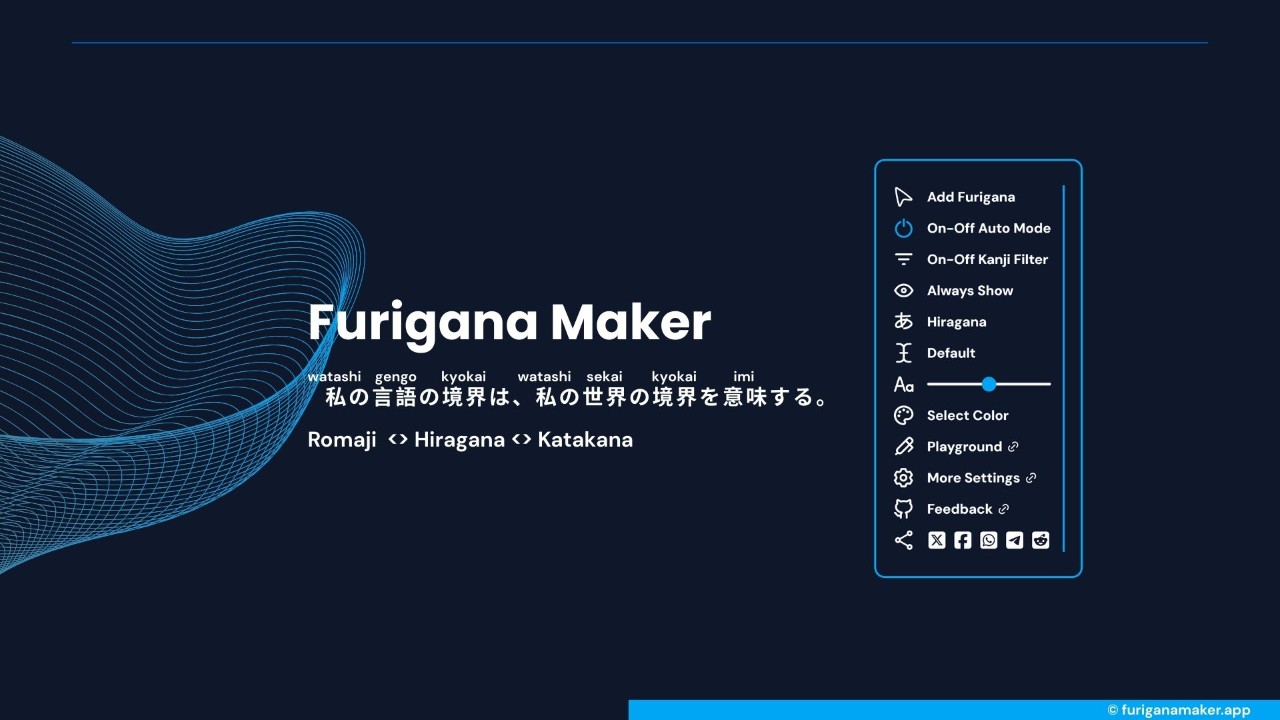 Furigana Maker
watashi gengo kyokai watashi sekai kyokai imi
私の言語の境界は、私の世界の境界を意味する。
Romaji <> Hiragana <> Katakana
Add Furigana
On-Off Auto Mode
On-Off Kanji Filter
Always Show
あ Hiragana
Default
Aa
Select Color
Playground
More Settings
Feedback
© furiganamaker.app